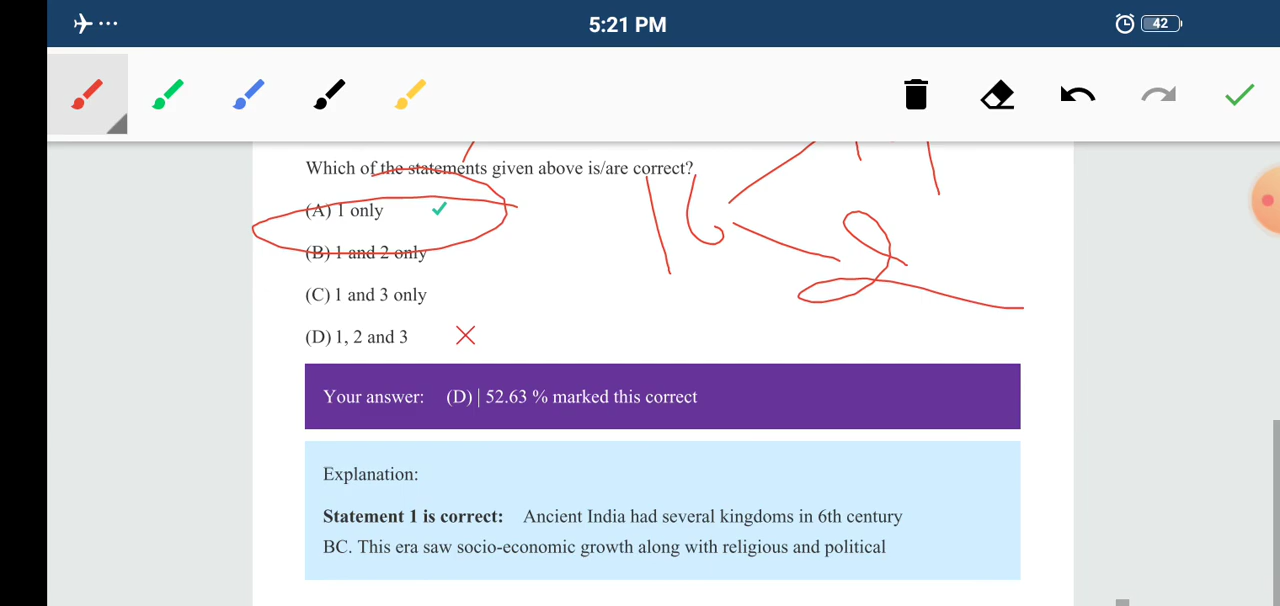 5:21 PM
42
Which of the statements given above is/are correct?
(A) 1 only
(B) 1 and 2 only
(C) 1 and 3 only
(D) 1, 2 and 3
16
2
Your answer: (D) | 52.63 % marked this correct
Explanation:
Statement 1 is correct: Ancient India had several kingdoms in 6th century
BC. This era saw socio-economic growth along with religious and political